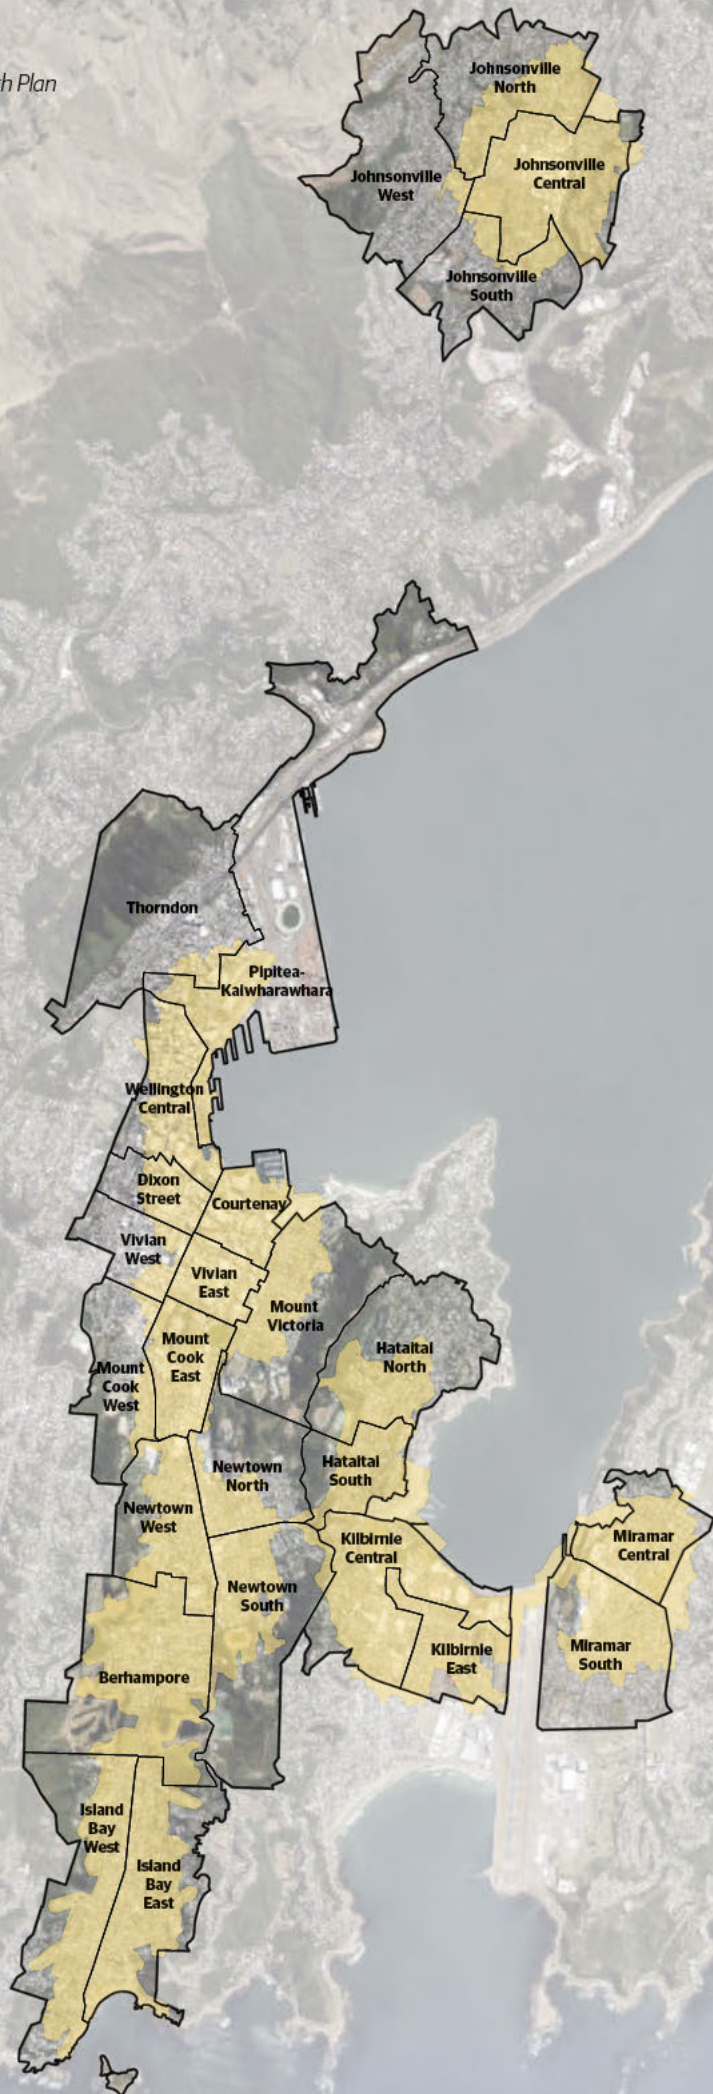 h Plan
Johnsonville
North
Johnsonville
Central
Johnsonville
West
Johnsonville
South
Thorndon
Pipitea-
Kaiwharawhara
Wellington
Central
Dixon
Street
Courtenay
Vivian
West
Vivian
East
Mount
Victoria
Mount
Cook
East
Mount
Cook
West
Hataitai
North
Hataitai
South
Newtown
North
Newtown
West
Kilbirnie
Central
Miramar
Central
Newtown
South
Miramar
South
Kilbirnie
East
Berhampore
Island
Bay
West
Island
Bay
East